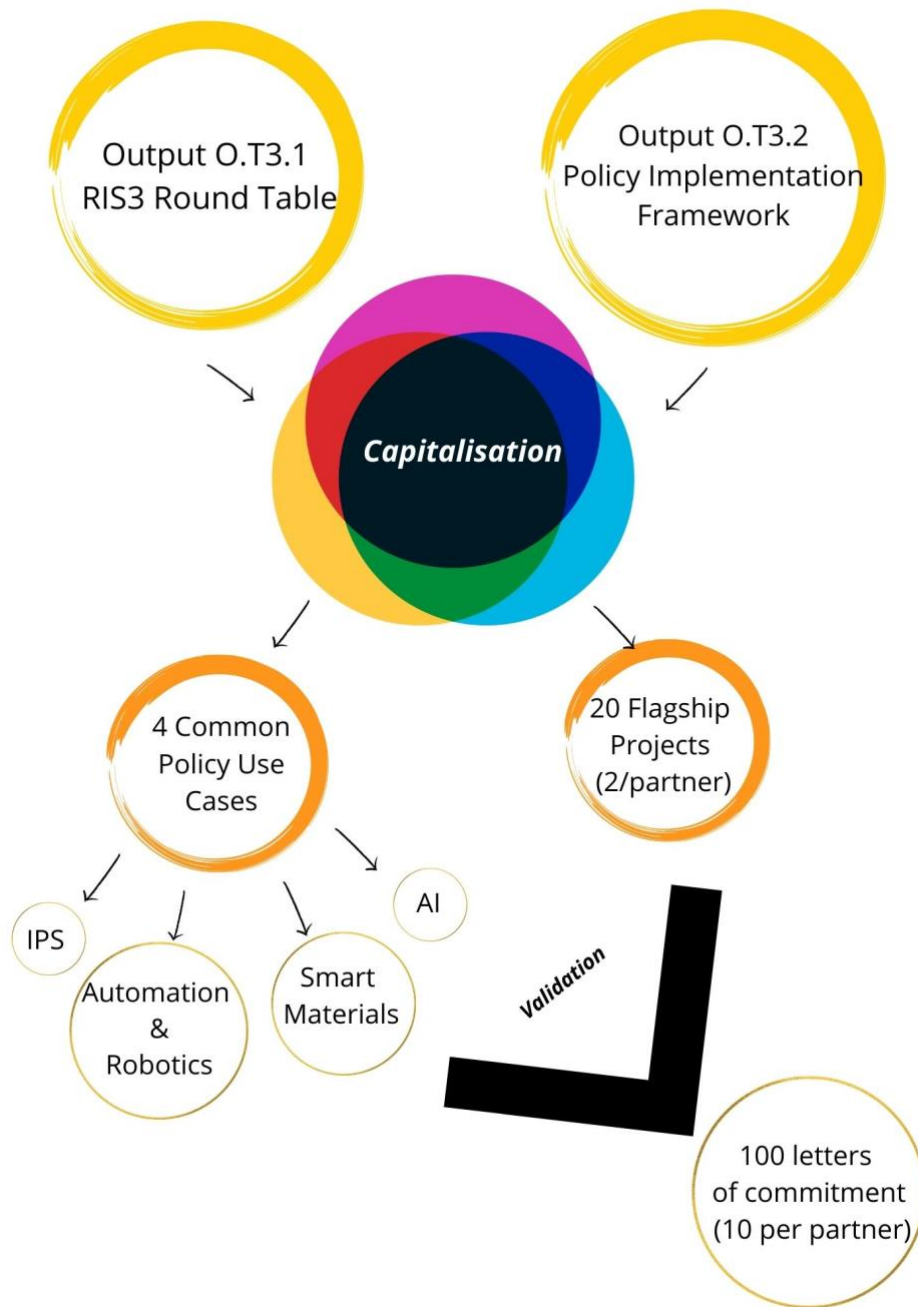 Output O.T3.1
RIS3 Round Table
Output O.T3.2
Policy Implementation
Framework
Capitalisation
4 Common
Policy Use
Cases
20 Flagship
Projects
(2/partner)
IPS
Automation
&
Robotics
Smart
Materials
AI
Validation
100 letters
of commitment
(10 per partner)